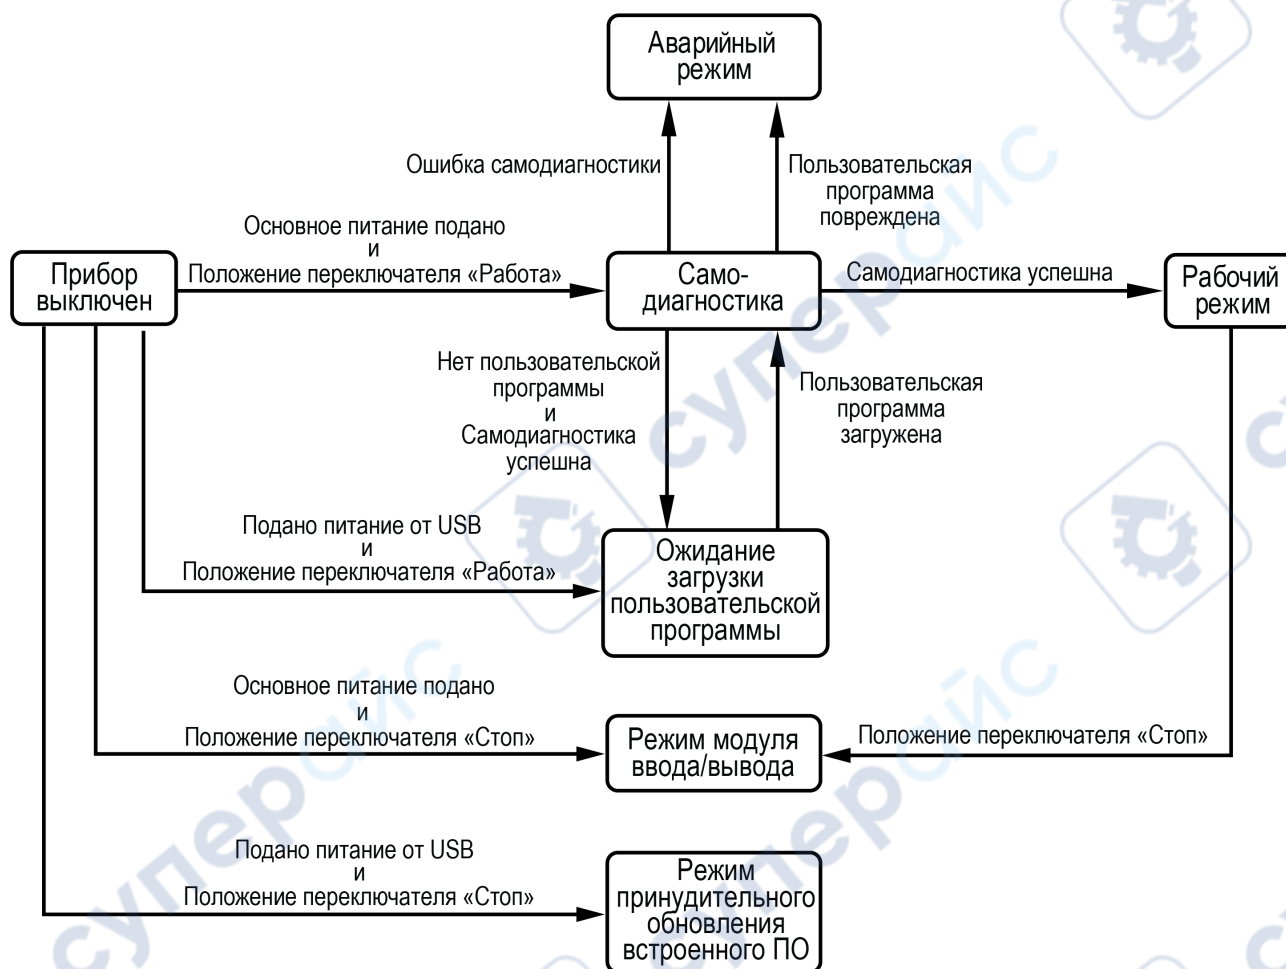 Аварийный
режим
Ошибка самодиагностики
Пользовательская
программа
повреждена
Основное питание подано
и
Положение переключателя «Работа»
Прибор
выключен
Само-
диагностика
Самодиагностика успешна
Рабочий
режим
Нет пользовательской
программы
и
Самодиагностика
успешна
Пользовательская
программа
загружена
Подано питание от USB
и
Положение переключателя «Работа»
Ожидание
загрузки
пользовательской
программы
Основное питание подано
и
Положение переключателя «Стоп»
Режим модуля
ввода/вывода
Положение переключателя «Стоп»
Подано питание от USB
и
Положение переключателя «Стоп»
Режим
принудительного
обновления
встроенного ПО
суперайс
суперайс
суперайс